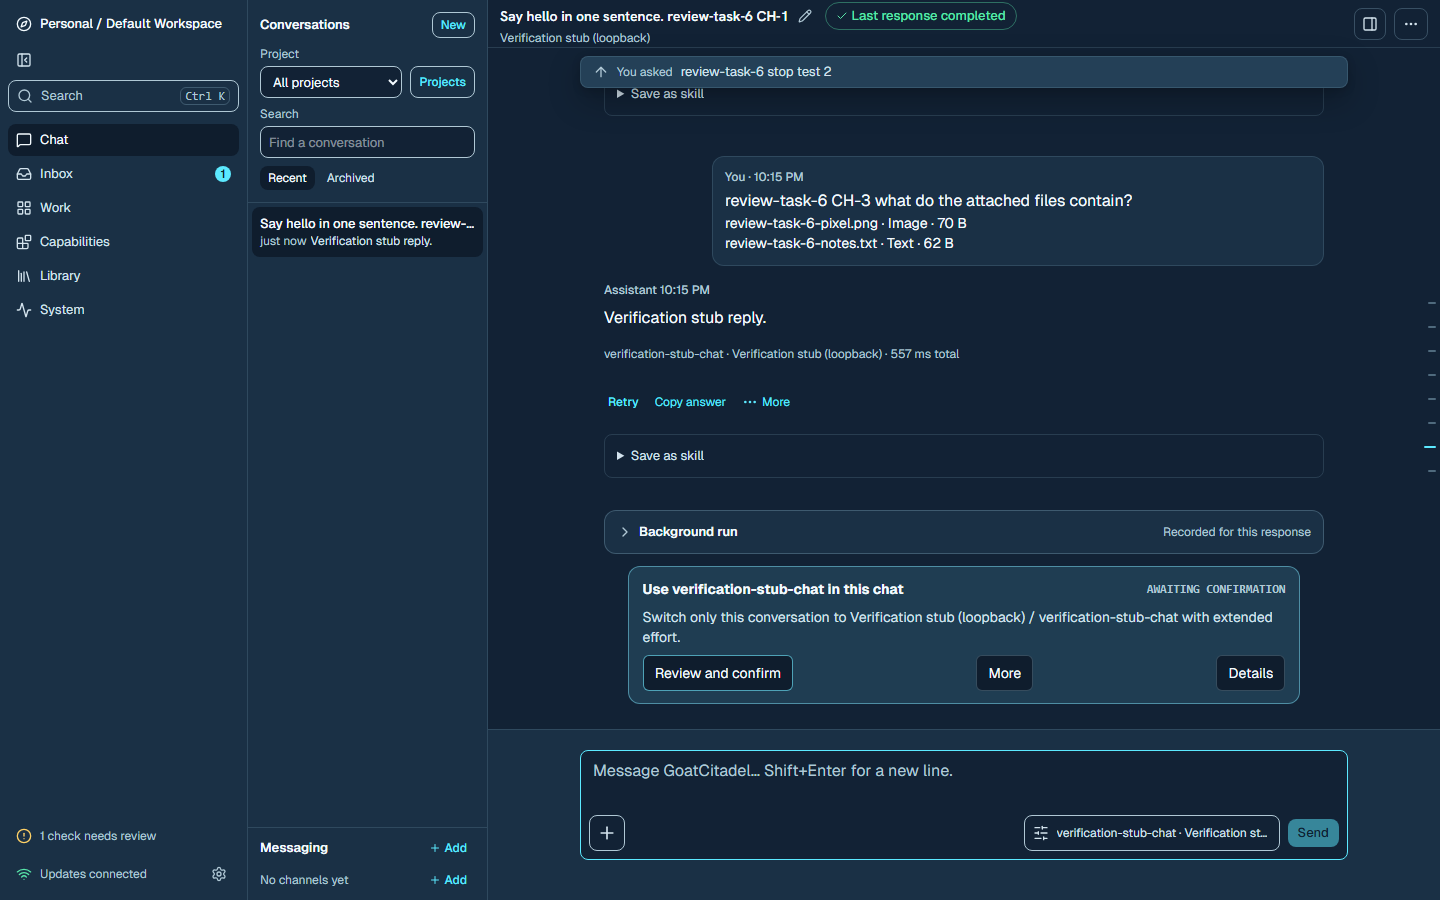 Personal / Default Workspace
Search
Ctrl K
Chat
Inbox
1
Work
Capabilities
Library
System
1 check needs review
Updates connected
Conversations
New
Project
All projects
Projects
Search
Find a conversation
Recent
Archived
Say hello in one sentence. review-...
just now Verification stub reply.
Messaging
+ Add
No channels yet
+ Add
Say hello in one sentence. review-task-6 CH-1
Last response completed
Verification stub (loopback)
You asked review-task-6 stop test 2
Save as skill
You · 10:15 PM
review-task-6 CH-3 what do the attached files contain?
review-task-6-pixel.png · Image · 70 B
review-task-6-notes.txt · Text · 62 B
Assistant 10:15 PM
Verification stub reply.
verification-stub-chat · Verification stub (loopback) · 557 ms total
Retry
Copy answer
··· More
Save as skill
Background run
Recorded for this response
Use verification-stub-chat in this chat
AWAITING CONFIRMATION
Switch only this conversation to Verification stub (loopback) / verification-stub-chat with extended
effort.
Review and confirm
More
Details
Message GoatCitadel... Shift+Enter for a new line.
verification-stub-chat · Verification st...
Send